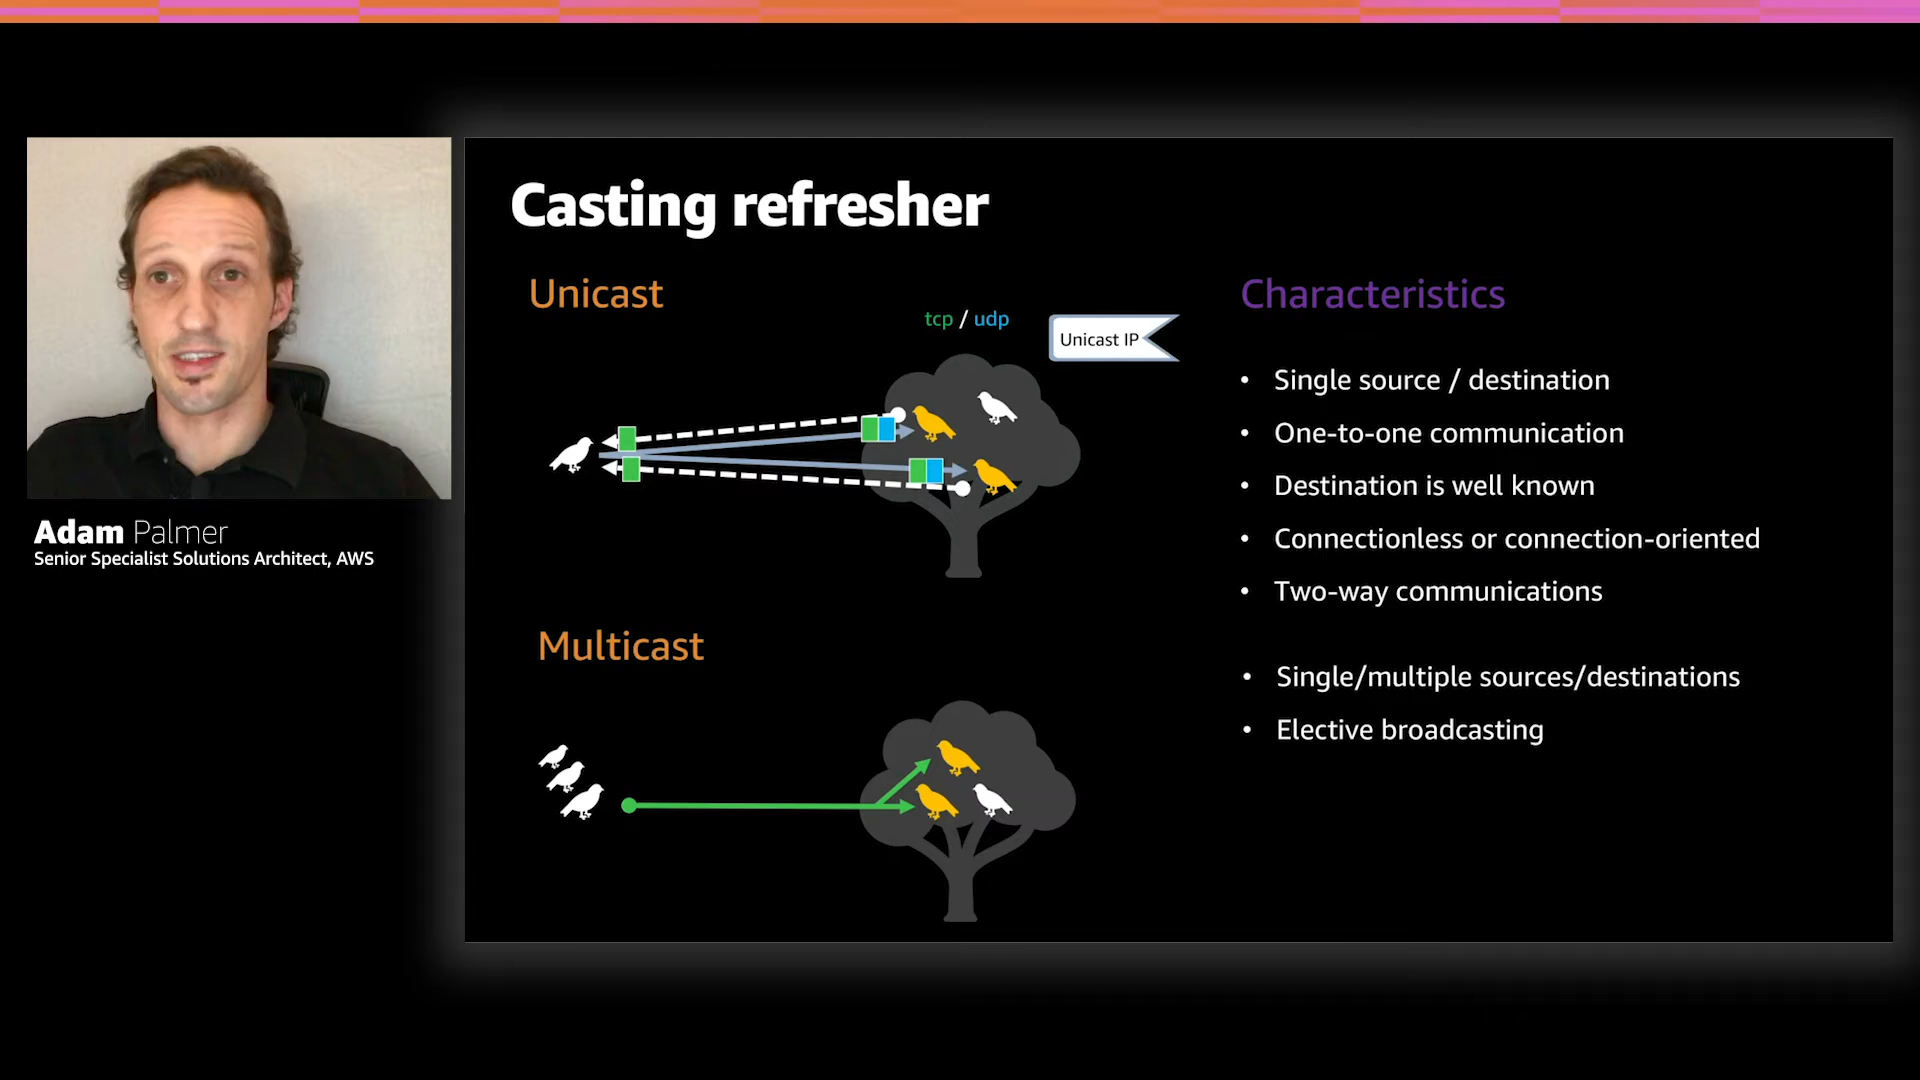 Casting refresher
Unicast
tcp / udp
Unicast IP
Characteristics
• Single source / destination
• One-to-one communication
• Destination is well known
• Connectionless or connection-oriented
• Two-way communications
Adam Palmer
Senior Specialist Solutions Architect, AWS
Multicast
• Single/multiple sources/destinations
• Elective broadcasting